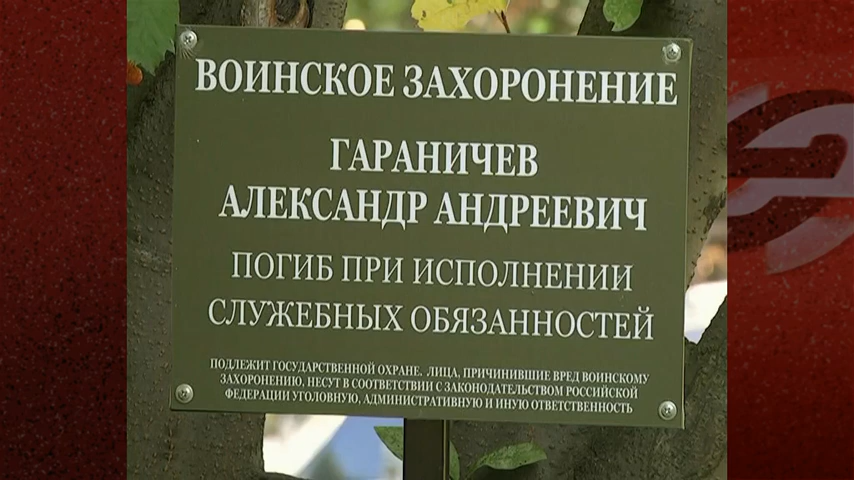 ВОИНСКОЕ ЗАХОРОНЕНИЕ
ГАРАНИЧЕВ
АЛЕКСАНДР АНДРЕЕВИЧ
ПОГИБ ПРИ ИСПОЛНЕНИИ
СЛУЖЕБНЫХ ОБЯЗАННОСТЕЙ
ПОДЛЕЖИТ ГОСУДАРСТВЕННОЙ ОХРАНЕ. ЛИЦА, ПРИЧИНИВШИЕ ВРЕД ВОИНСКОМУ
ЗАХОРОНЕНИЮ, НЕСУТ В СООТВЕТСТВИИ С ЗАКОНОДАТЕЛЬСТВОМ РОССИЙСКОЙ
ФЕДЕРАЦИИ УГОЛОВНУЮ, АДМИНИСТРАТИВНУЮ И ИНУЮ ОТВЕТСТВЕННОСТЬ